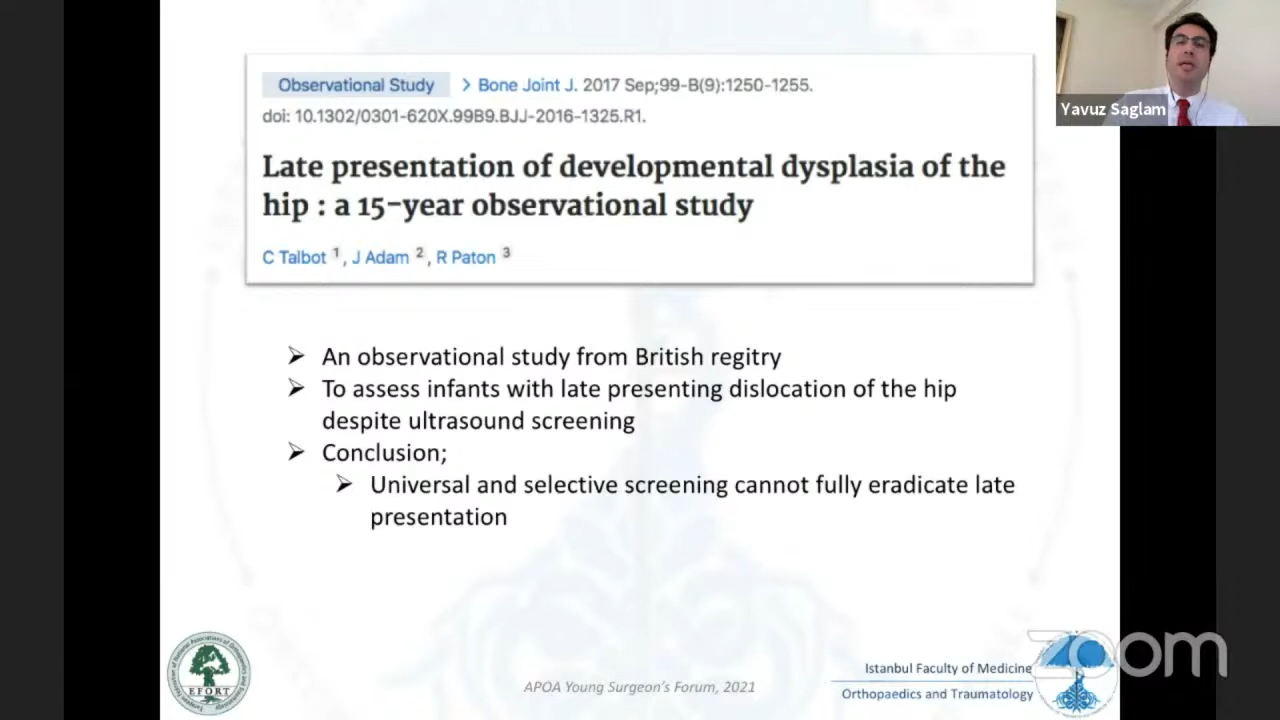 Yavuz Saglam
Observational Study > Bone Joint J. 2017 Sep;99-B(9):1250-1255.
doi: 10.1302/0301-620X.99B9.BJJ-2016-1325.R1.
Late presentation of developmental dysplasia of the
hip : a 15-year observational study
C Talbot 1, J Adam 2, R Paton 3
➢ An observational study from British regitry
➢ To assess infants with late presenting dislocation of the hip
despite ultrasound screening
➢ Conclusion;
➢ Universal and selective screening cannot fully eradicate late
presentation
EFORT
APOA Young Surgeon's Forum, 2021
Istanbul Faculty of Medicine
Orthopaedics and Traumatology
zoom